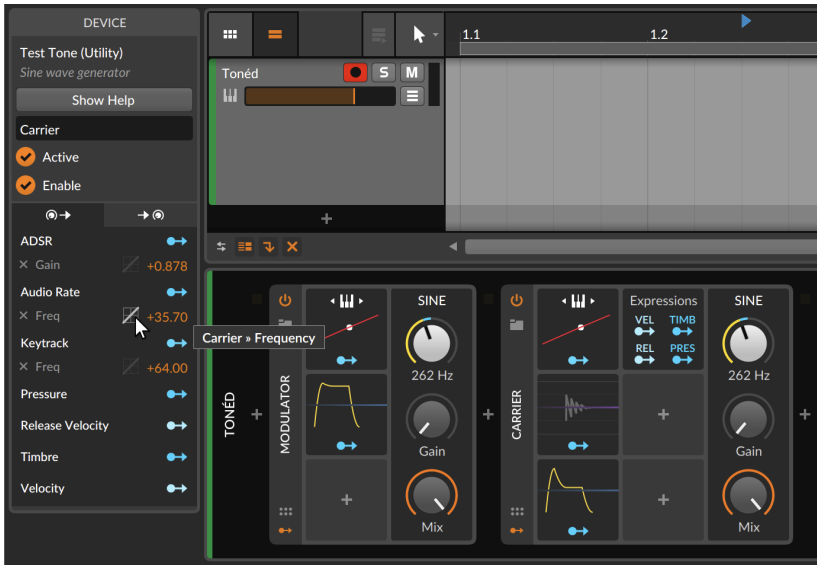 DEVICE
Test Tone (Utility)
Sine wave generator
Show Help
Carrier
Active
Enable
ADSR
× Gain +0.878
Audio Rate
× Freq +35.70
Keytrack
× Freq +64.00
Pressure
Release Velocity
Timbre
Velocity
1.1 1.2
Tonéd S M
+
Carrier » Frequency
TONÉD
+
MODULATOR
SINE
262 Hz
Gain
Mix
+
+
CARRIER
Expressions
VEL TIMB
REL PRES
+
+
SINE
262 Hz
Gain
Mix
+